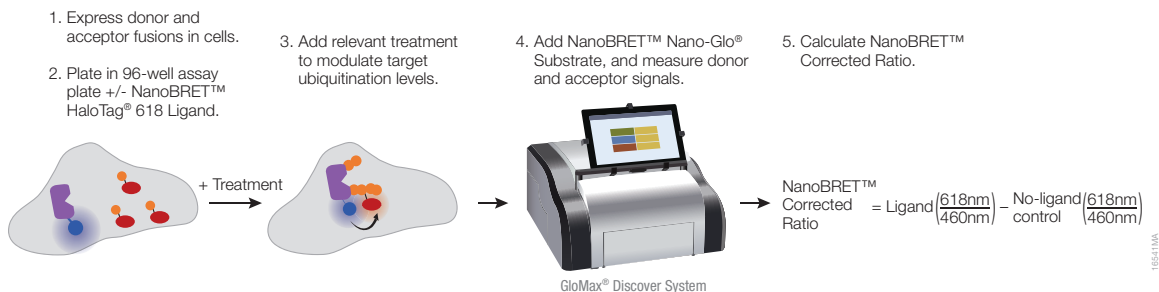 1. Express donor and
acceptor fusions in cells.
2. Plate in 96-well assay
plate +/- NanoBRET™
HaloTag® 618 Ligand.
3. Add relevant treatment
to modulate target
ubiquitination levels.
4. Add NanoBRET™ Nano-Glo®
Substrate, and measure donor
and acceptor signals.
5. Calculate NanoBRET™
Corrected Ratio.
+ Treatment
GloMax® Discover System
NanoBRET™
Corrected
Ratio
= Ligand (618nm/460nm) – No-ligand control (618nm/460nm)
16541MA